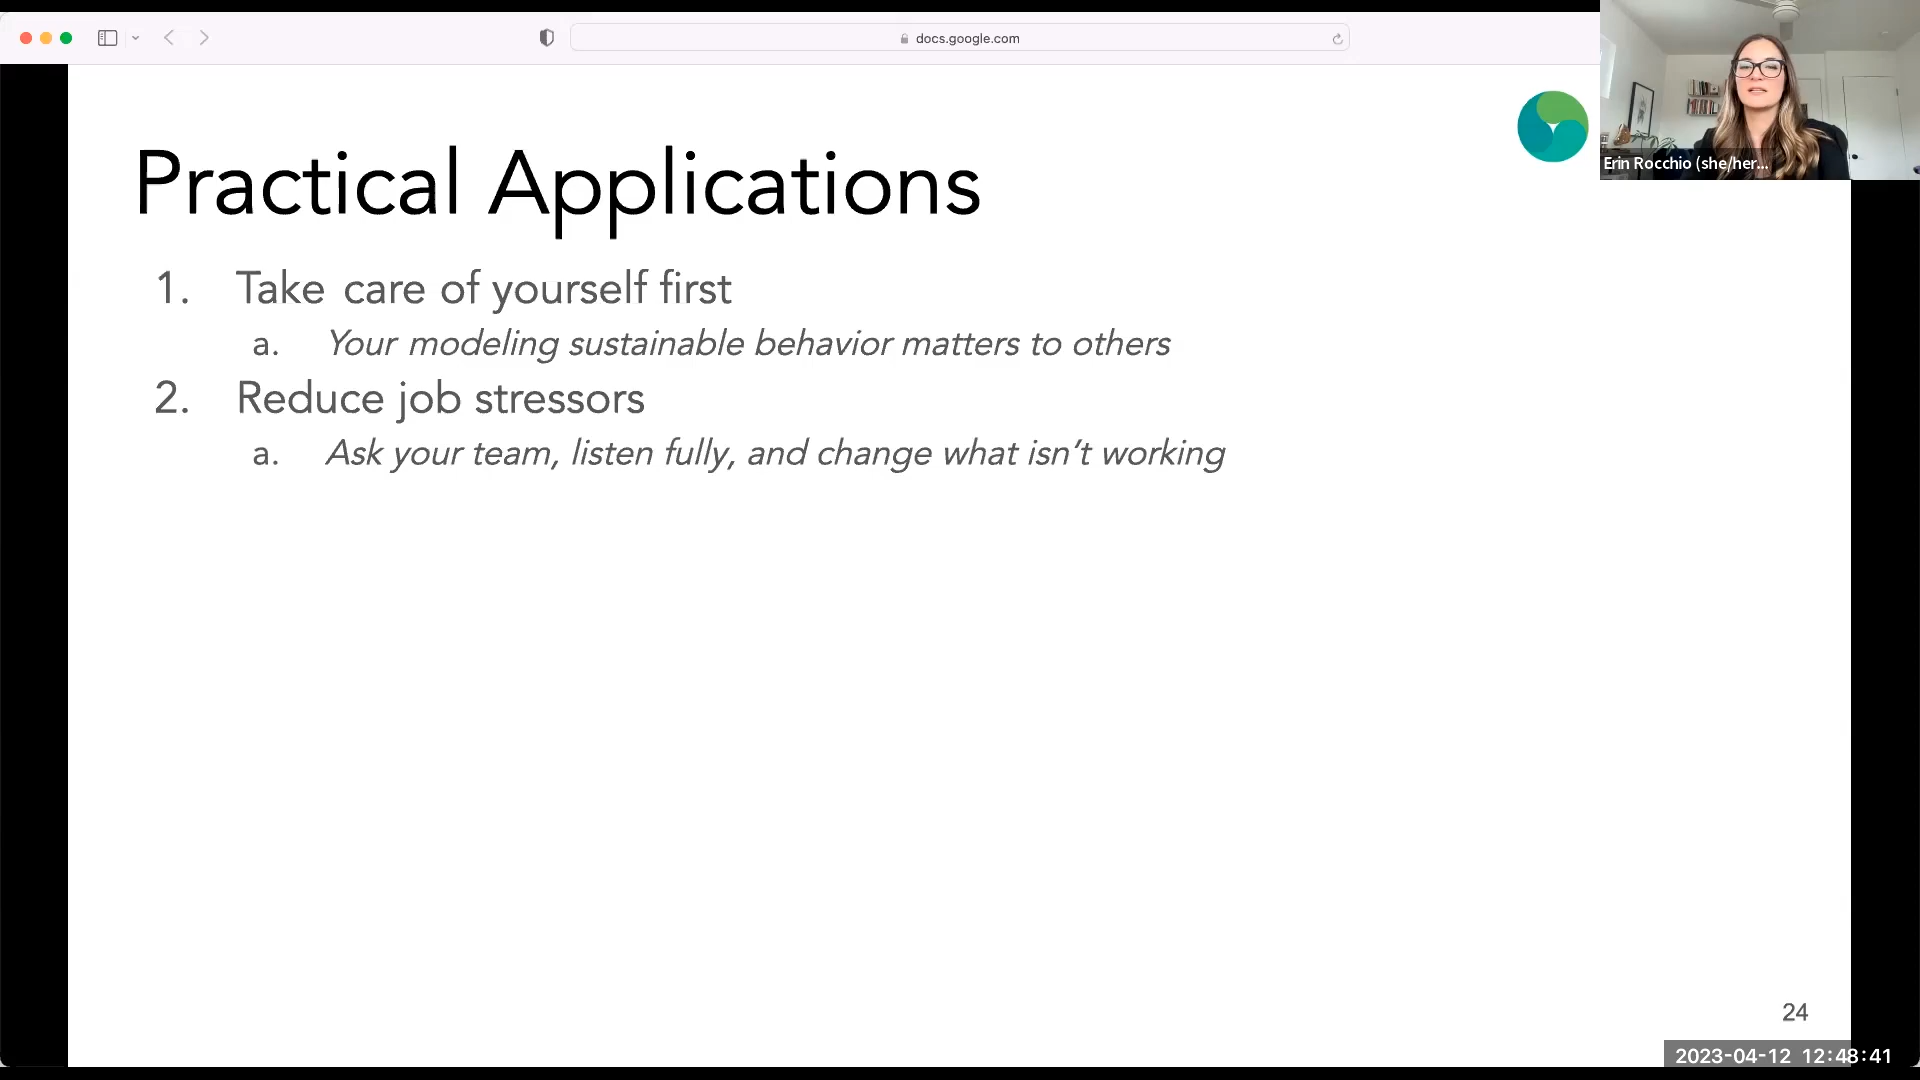 docs.google.com
Erin Rocchio (she/her...
Practical Applications
1. Take care of yourself first
a. Your modeling sustainable behavior matters to others
2. Reduce job stressors
a. Ask your team, listen fully, and change what isn't working
24
2023-04-12 12:48:41